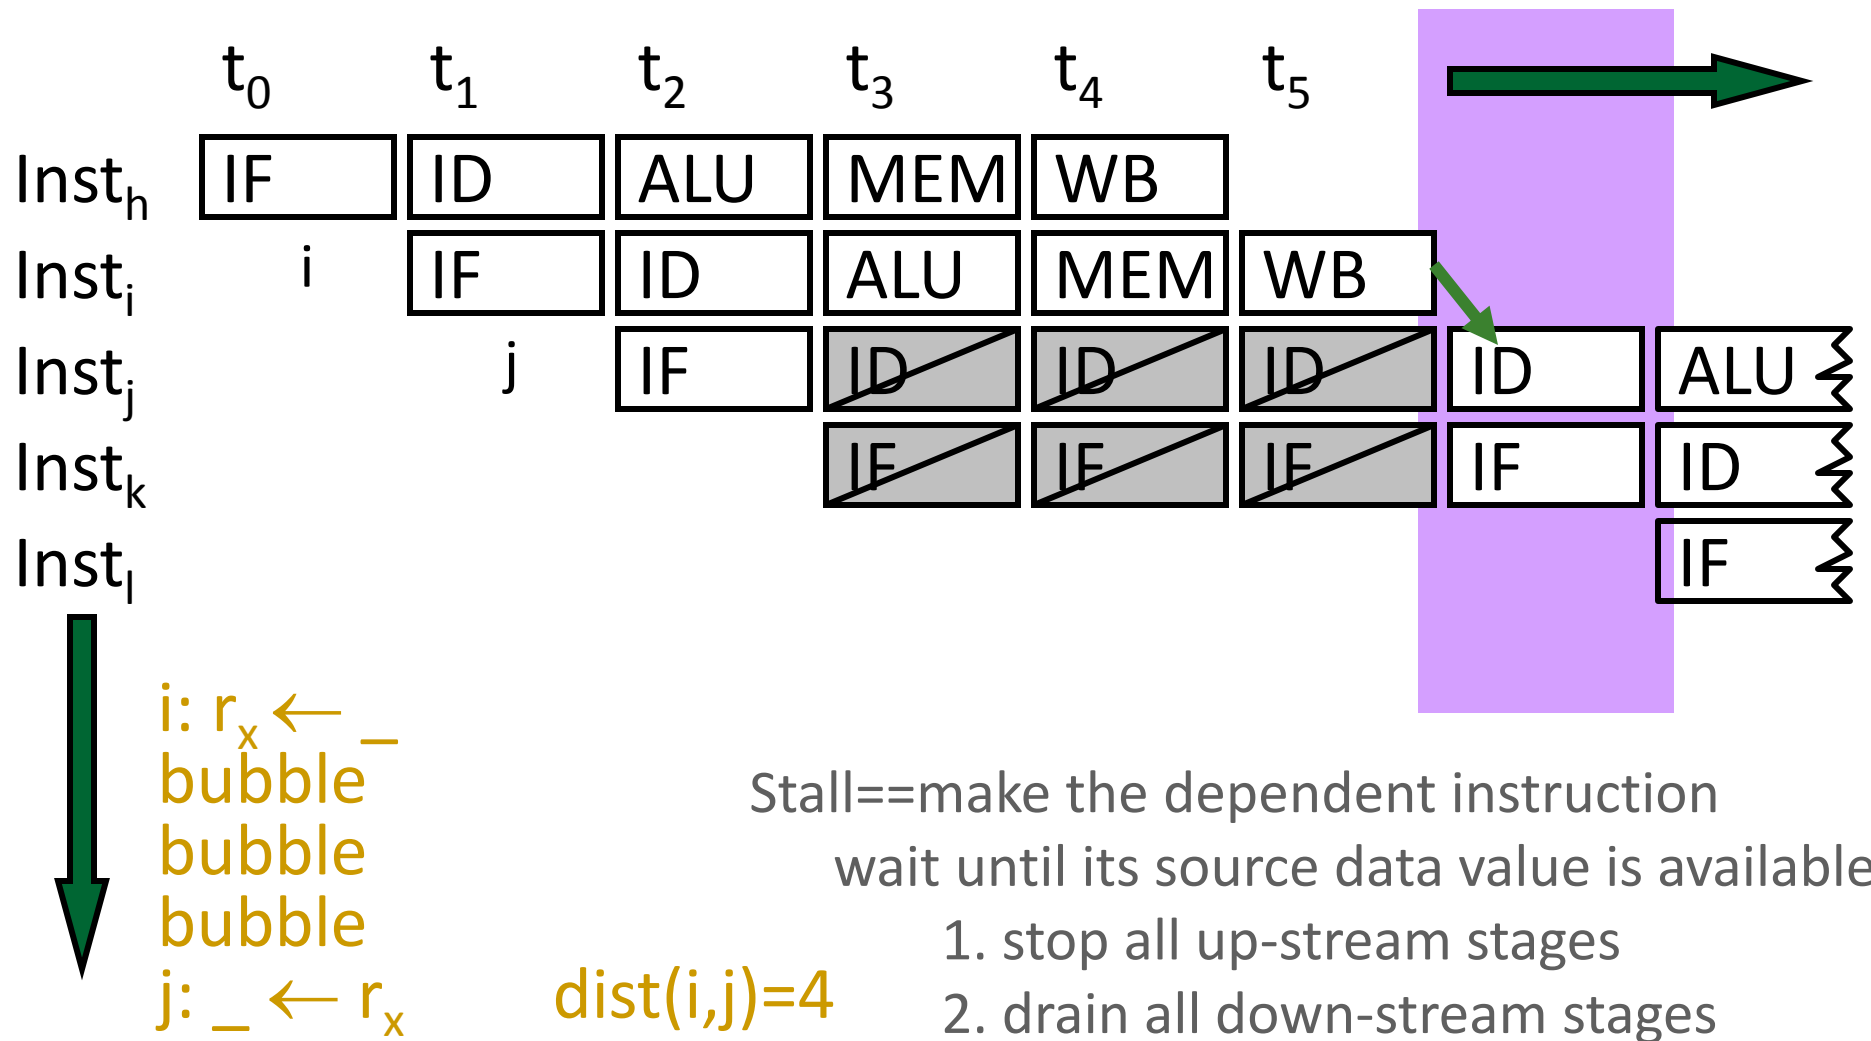 t0 t1 t2 t3 t4 t5
Insth IF ID ALU MEM WB
Insti i IF ID ALU MEM WB
Instj j IF ID ID ID ID ALU
Instk IF IF IF IF ID
Instl IF
i: rx ← _
bubble
bubble
bubble
j: _ ← rx
dist(i,j)=4
Stall==make the dependent instruction
wait until its source data value is available
1. stop all up-stream stages
2. drain all down-stream stages